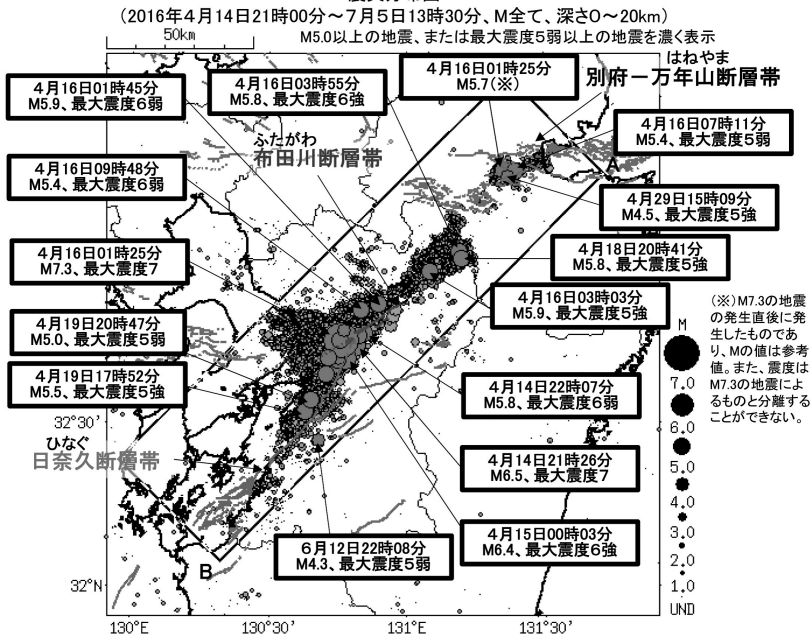 (2016年4月14日21時00分～7月5日13時30分、M全て、深さ0～20km)
50km
M5.0以上の地震、または最大震度5弱以上の地震を濃く表示
4月16日01時45分
M5.9、最大震度6弱
4月16日03時55分
M5.8、最大震度6強
4月16日01時25分
M5.7(※)
はねやま
別府－万年山断層帯
ふたがわ
布田川断層帯
4月16日07時11分
M5.4、最大震度5弱
A
4月16日09時48分
M5.4、最大震度6弱
4月29日15時09分
M4.5、最大震度5強
4月16日01時25分
M7.3、最大震度7
4月18日20時41分
M5.8、最大震度5強
4月16日03時03分
M5.9、最大震度5強
4月19日20時47分
M5.0、最大震度5弱
4月19日17時52分
M5.5、最大震度5強
4月14日22時07分
M5.8、最大震度6弱
32°30'
ひなぐ
日奈久断層帯
4月14日21時26分
M6.5、最大震度7
4月15日00時03分
M6.4、最大震度6強
6月12日22時08分
M4.3、最大震度5弱
B
32°N
130°E
130°30'
131°E
131°30'
(※)M7.3の地震
の発生直後に発
生したものであ
り、Mの値は参考
値。また、震度は
M7.3の地震によ
るものと分離する
ことができない。
M
7.0
6.0
5.0
4.0
3.0
2.0
1.0
UND